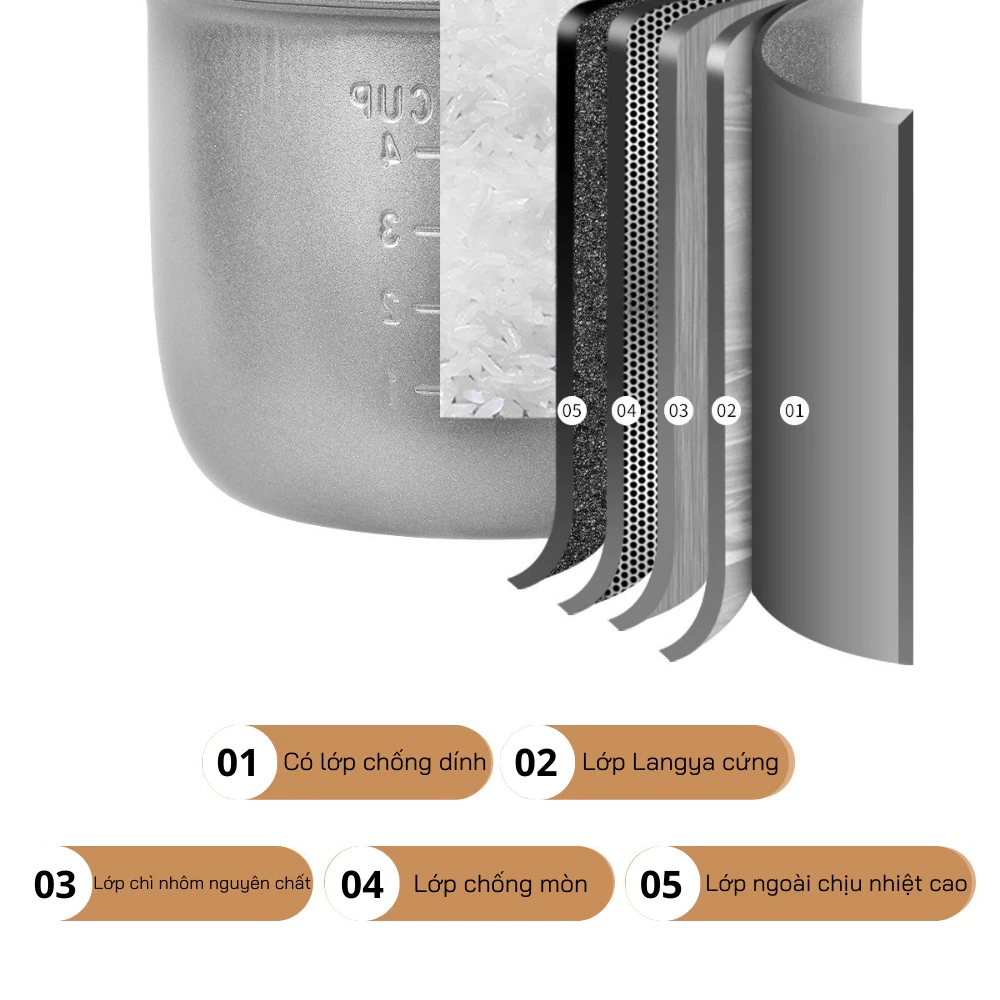 CUP
4
3
2
1
05 04 03 02 01
01 Có lớp chống dính
02 Lớp Langya cứng
03 Lớp chì nhôm nguyên chất
04 Lớp chống mòn
05 Lớp ngoài chịu nhiệt cao